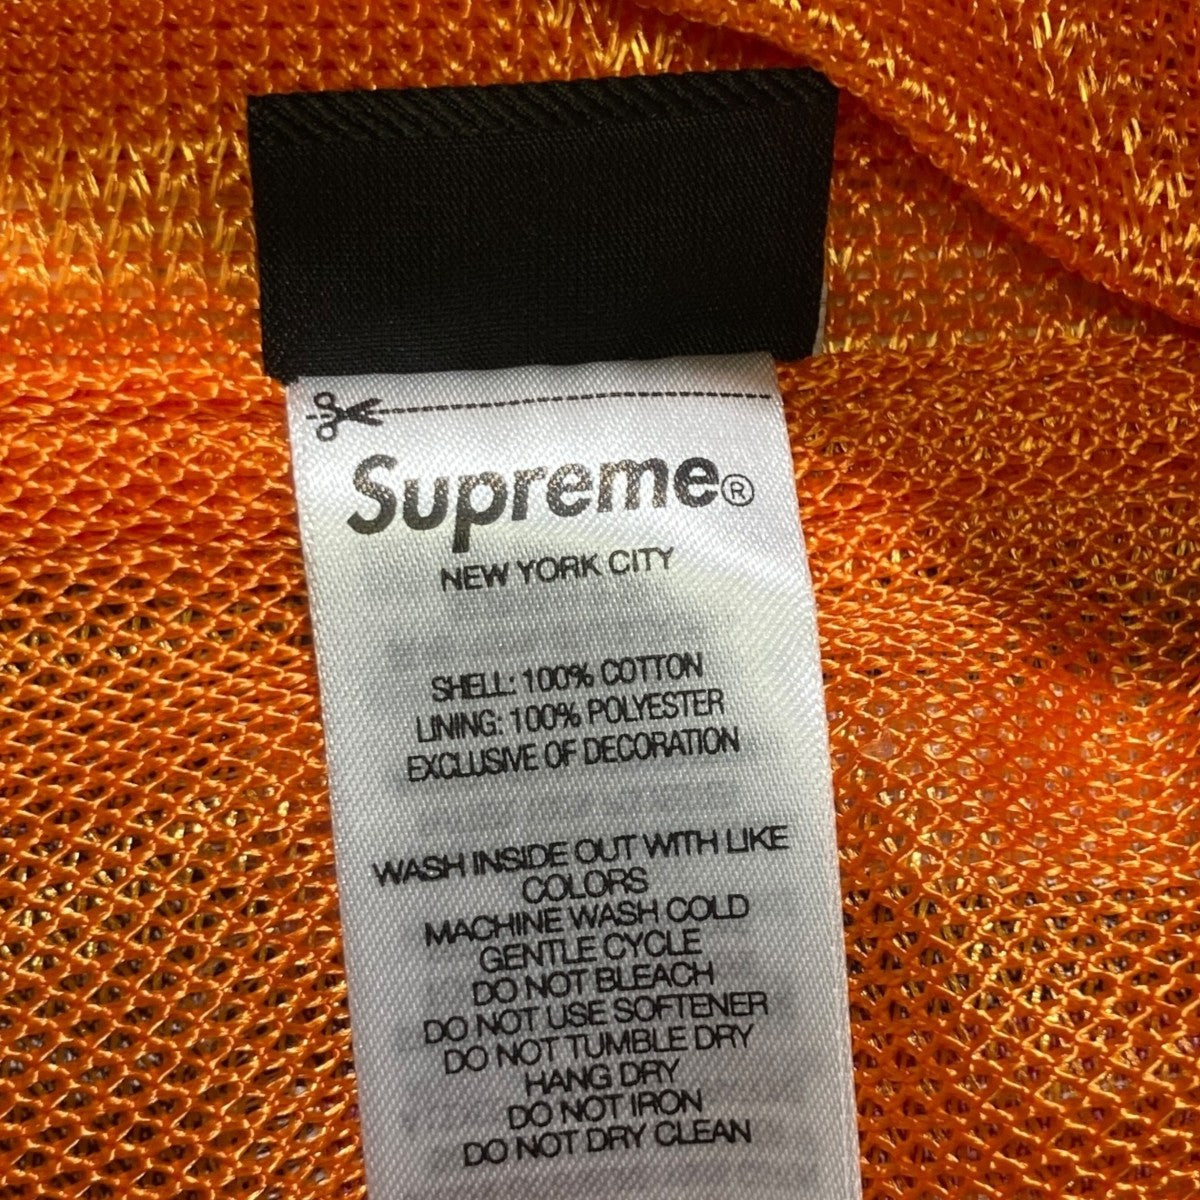 Supreme®
NEW YORK CITY
SHELL: 100% COTTON
LINING: 100% POLYESTER
EXCLUSIVE OF DECORATION
WASH INSIDE OUT WITH LIKE
COLORS
MACHINE WASH COLD
GENTLE CYCLE
DO NOT BLEACH
DO NOT USE SOFTENER
DO NOT TUMBLE DRY
HANG DRY
DO NOT IRON
DO NOT DRY CLEAN